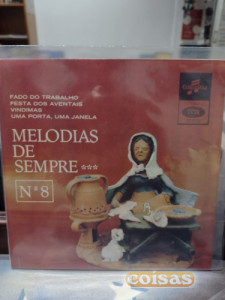 FADO DO TRABALHO
FESTA DOS AVENTAIS
VINDIMAS
UMA PORTA, UMA JANELA
MELODIAS
DE
SEMPRE***
Nº 8
coisas